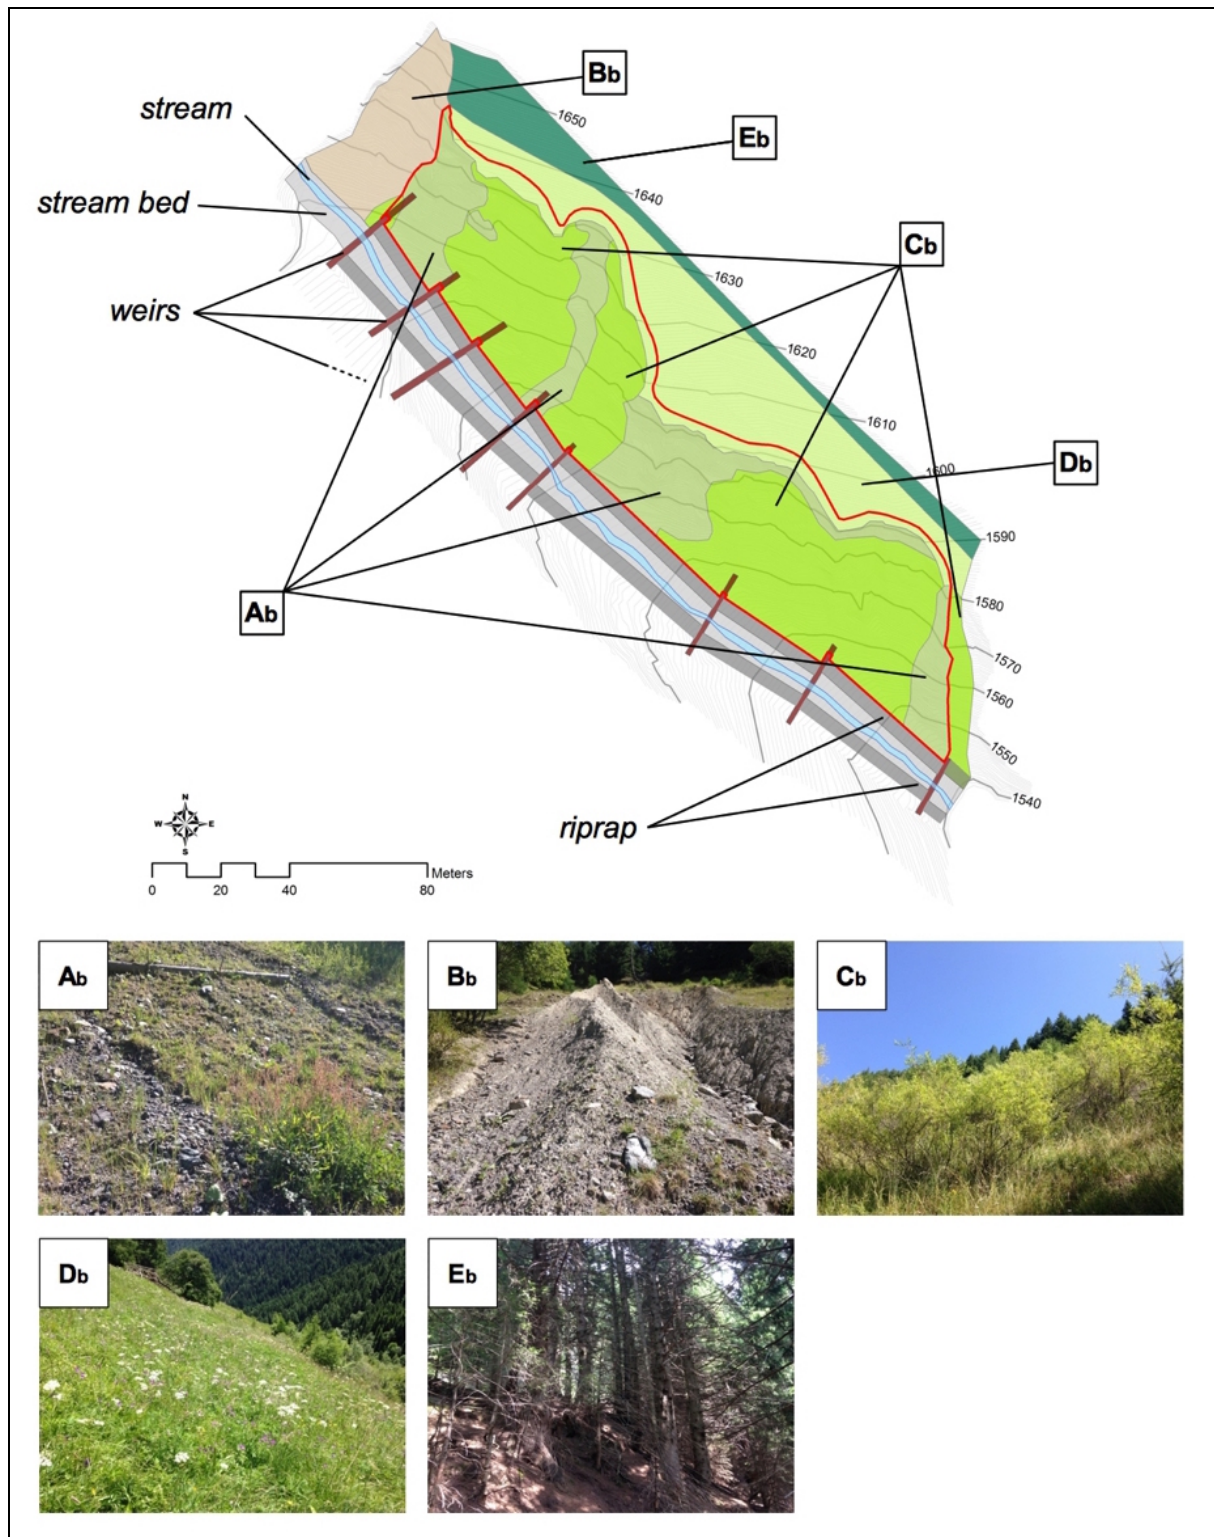 Bb
stream
1650
Eb
stream bed
1640
Cb
1630
weirs
1620
1610
Db
1600
1590
1580
Ab
1570
1560
1550
1540
riprap
N
W E
S
Meters
0 20 40 80
Ab
Bb
Cb
Db
Eb